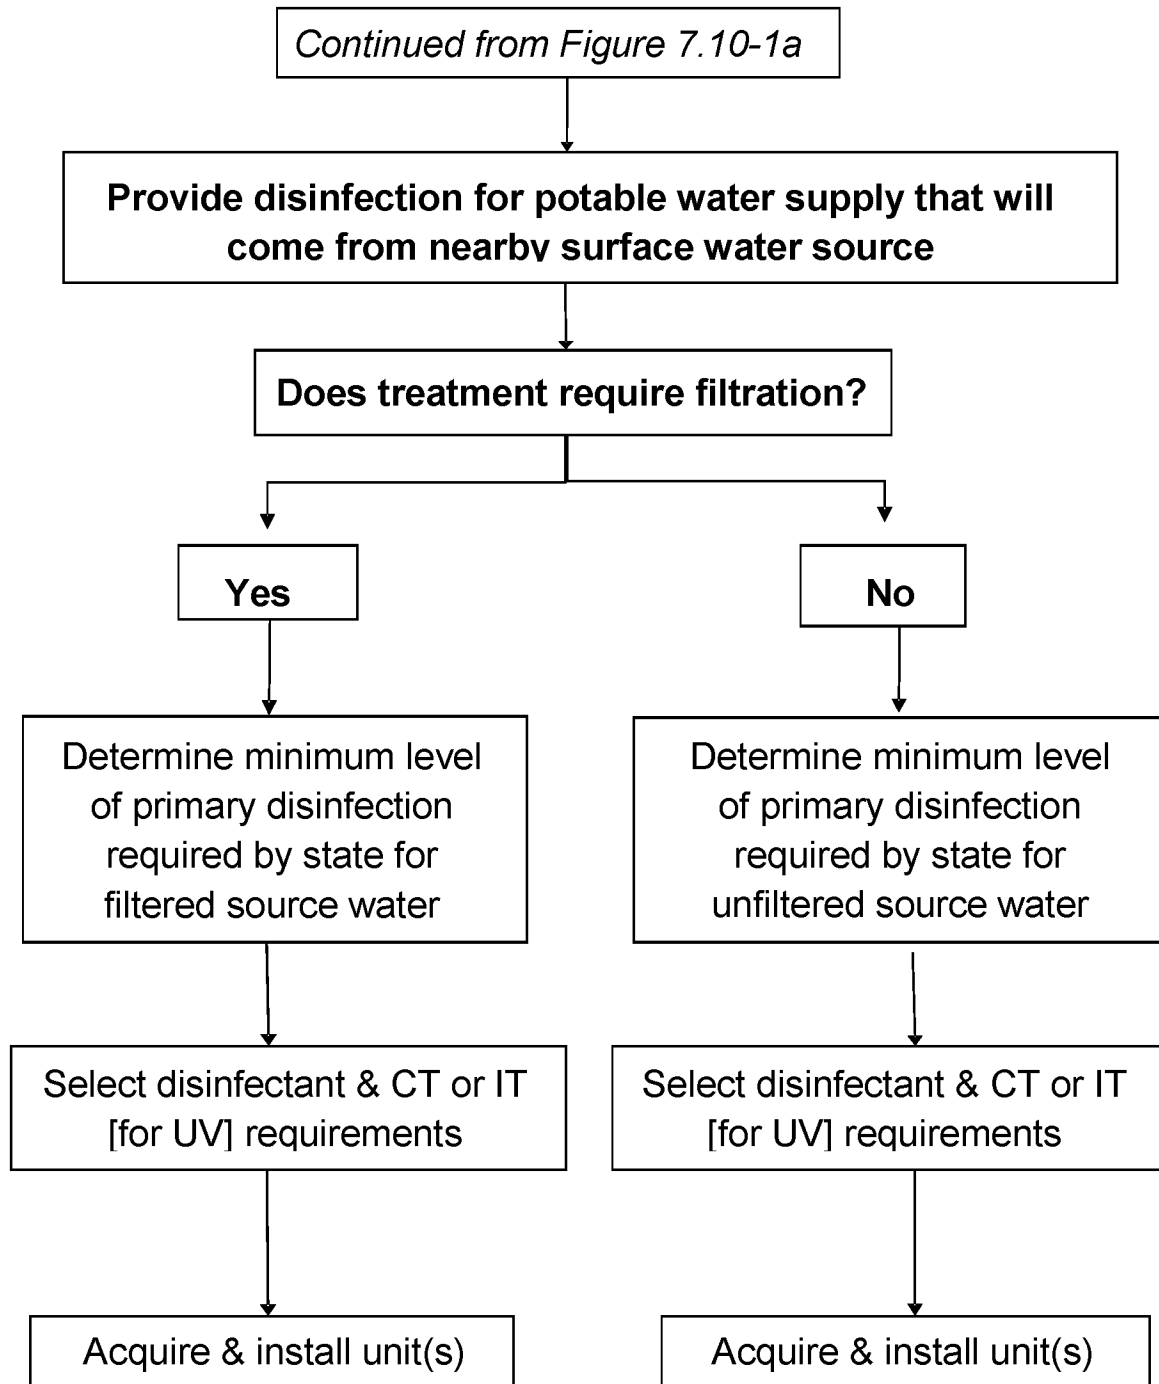 Continued from Figure 7.10-1a
Provide disinfection for potable water supply that will
come from nearby surface water source
Does treatment require filtration?
Yes
No
Determine minimum level
of primary disinfection
required by state for
filtered source water
Determine minimum level
of primary disinfection
required by state for
unfiltered source water
Select disinfectant & CT or IT
[for UV] requirements
Select disinfectant & CT or IT
[for UV] requirements
Acquire & install unit(s)
Acquire & install unit(s)